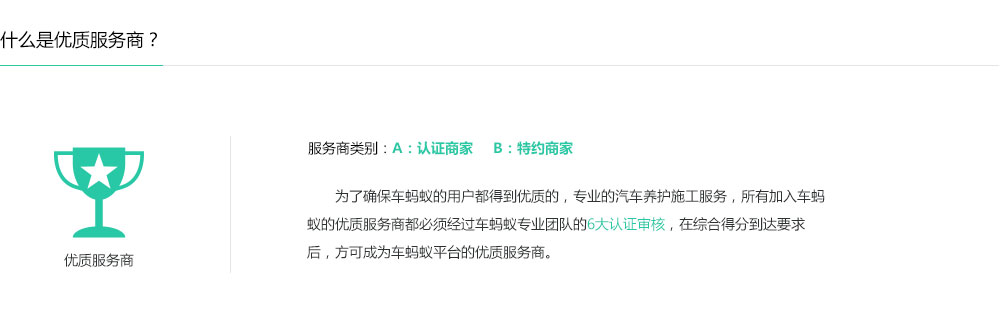 什么是优质服务商？
服务商类别：A：认证商家 B：特约商家
为了确保车蚂蚁的用户都得到优质的，专业的汽车养护施工服务，所有加入车蚂
蚁的优质服务商都必须经过车蚂蚁专业团队的6大认证审核，在综合得分到达要求
后，方可成为车蚂蚁平台的优质服务商。
优质服务商